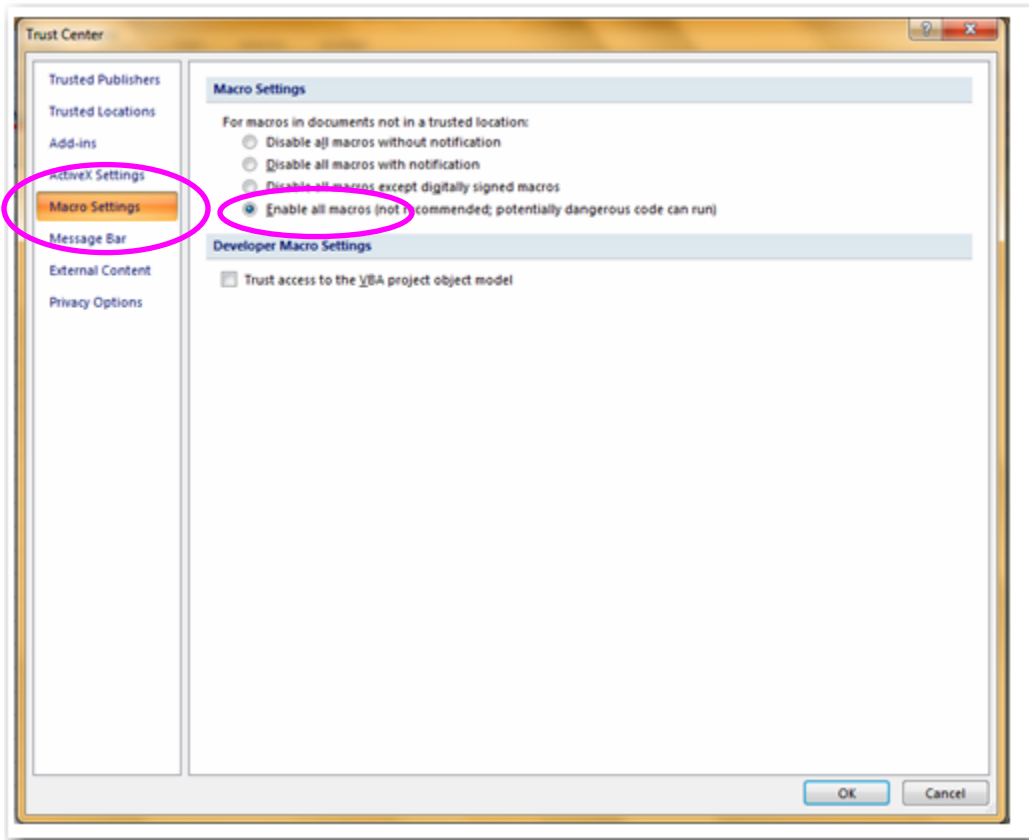 Trust Center
Trusted Publishers
Trusted Locations
Add-ins
ActiveX Settings
Macro Settings
Message Bar
External Content
Privacy Options
Macro Settings
For macros in documents not in a trusted location:
Disable all macros without notification
Disable all macros with notification
Disable all macros except digitally signed macros
Enable all macros (not recommended; potentially dangerous code can run)
Developer Macro Settings
Trust access to the VBA project object model
OK
Cancel